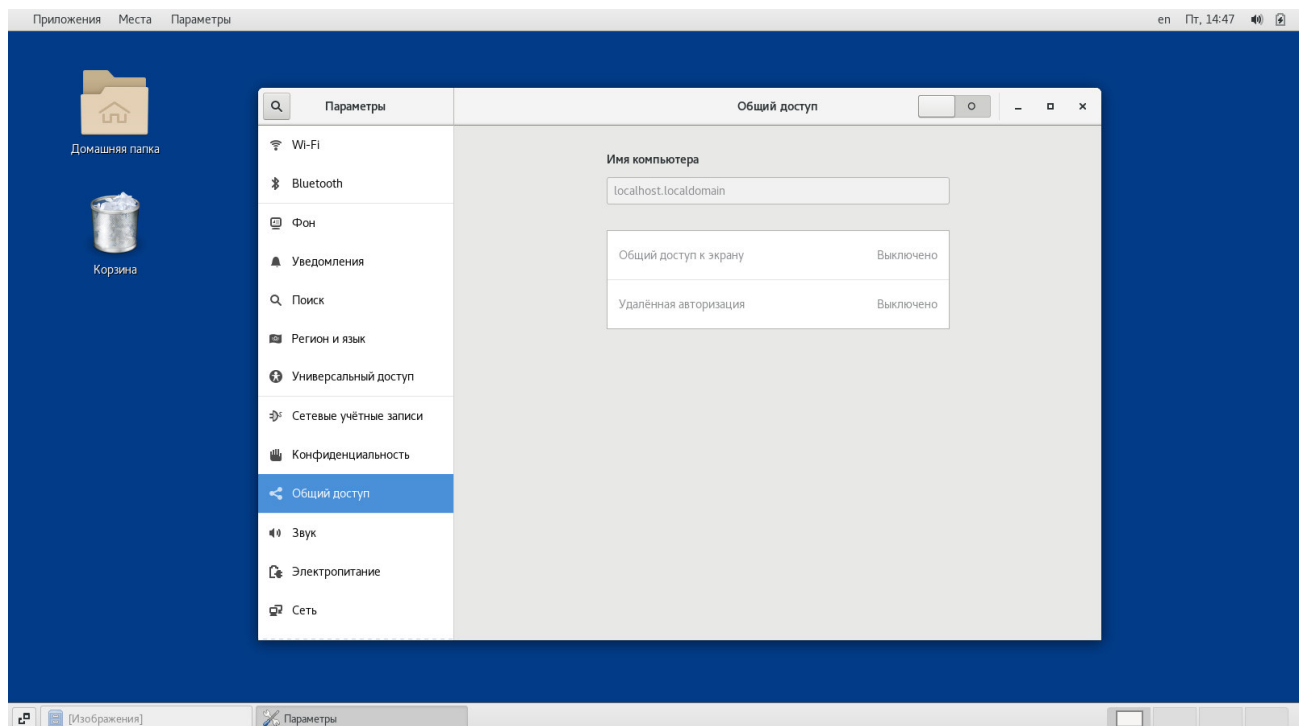 Приложения Места Параметры en Пт, 14:47
Домашняя папка
Корзина
Параметры
Общий доступ
Wi-Fi
Bluetooth
Фон
Уведомления
Поиск
Регион и язык
Универсальный доступ
Сетевые учётные записи
Конфиденциальность
Общий доступ
Звук
Электропитание
Сеть
Имя компьютера
localhost.localdomain
Общий доступ к экрану Выключено
Удалённая авторизация Выключено
[Изображения] Параметры